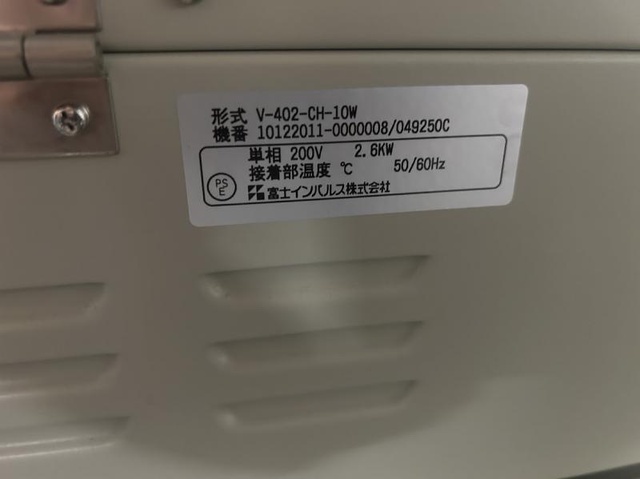 形式 V-402-CH-10W
機番 10122011-0000008/049250C
単相 200V 2.6KW
接着部温度 ℃ 50/60Hz
PS
E
富士インパルス株式会社